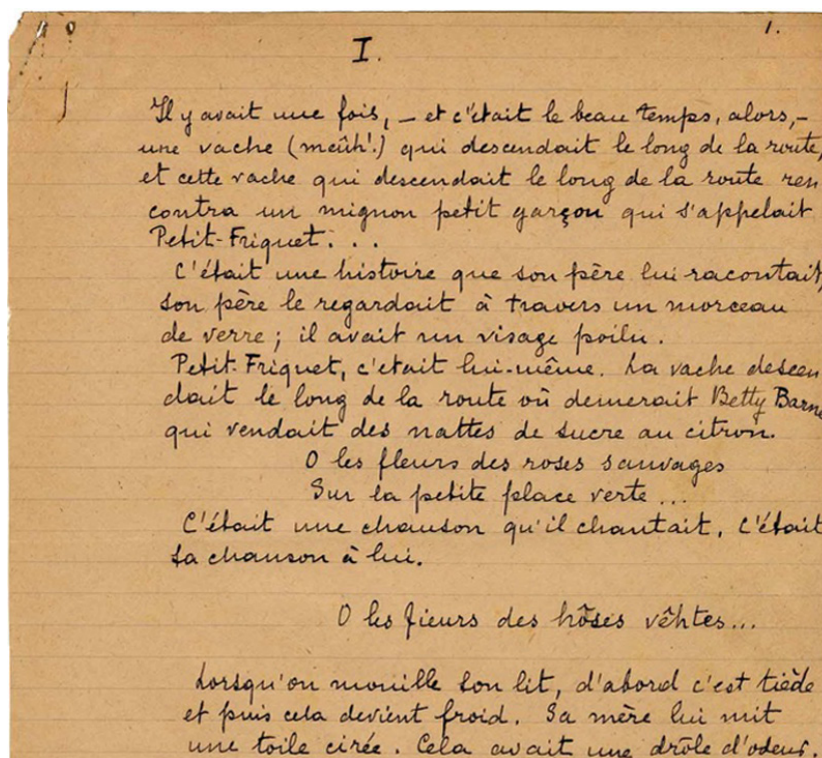 1.
I.
Il y avait une fois, – et c'était le beau temps, alors, –
une vache (meûh!) qui descendait le long de la route,
et cette vache qui descendait le long de la route ren
contra un mignon petit garçon qui s'appelait
Petit-Friquet...
C'était une histoire que son père lui racontait,
son père le regardait à travers un morceau
de verre ; il avait un visage poilu.
Petit-Friquet, c'était lui-même. La vache descen
dait le long de la route où demerait Betty Barne
qui vendait des nattes de sucre au citron.
O les fleurs des roses sauvages
Sur la petite place verte...
C'était une chanson qu'il chantait. C'était
sa chanson à lui.
O les fieurs des hôses vêhtes...
Lorsqu'on mouille son lit, d'abord c'est tiède
et puis cela devient froid. Sa mère lui mit
une toile cirée. Cela avait une drôle d'odeur.